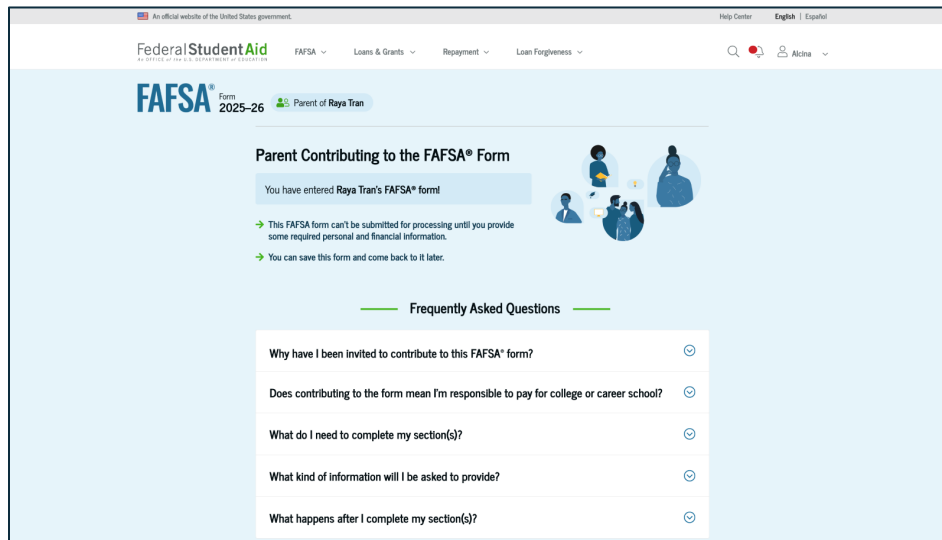 An official website of the United States government.
Help Center English | Español
Federal Student Aid
An OFFICE of the U.S. DEPARTMENT of EDUCATION
FAFSA Loans & Grants Repayment Loan Forgiveness
Alcina
FAFSA® Form 2025–26
Parent of Raya Tran
Parent Contributing to the FAFSA® Form
You have entered Raya Tran's FAFSA® form!
This FAFSA form can't be submitted for processing until you provide
some required personal and financial information.
You can save this form and come back to it later.
Frequently Asked Questions
Why have I been invited to contribute to this FAFSA® form?
Does contributing to the form mean I'm responsible to pay for college or career school?
What do I need to complete my section(s)?
What kind of information will I be asked to provide?
What happens after I complete my section(s)?